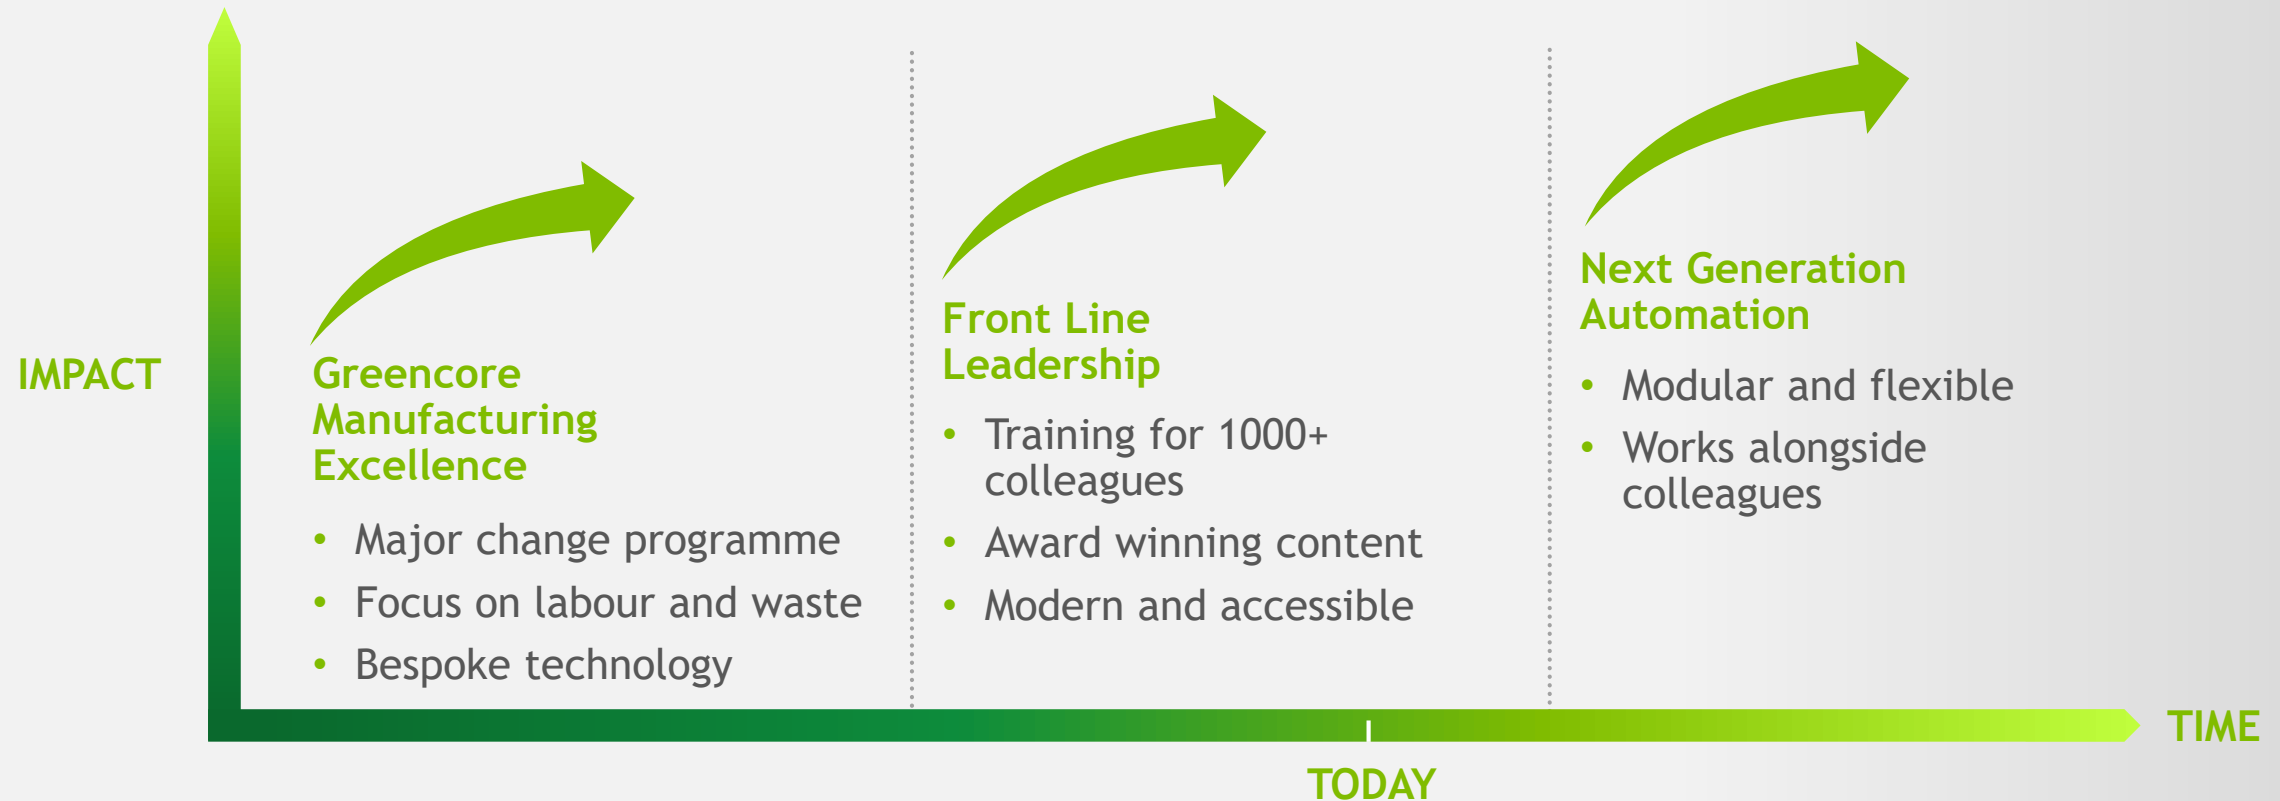 IMPACT
Greencore
Manufacturing
Excellence
• Major change programme
• Focus on labour and waste
• Bespoke technology
Front Line
Leadership
• Training for 1000+
colleagues
• Award winning content
• Modern and accessible
Next Generation
Automation
• Modular and flexible
• Works alongside
colleagues
TIME
TODAY